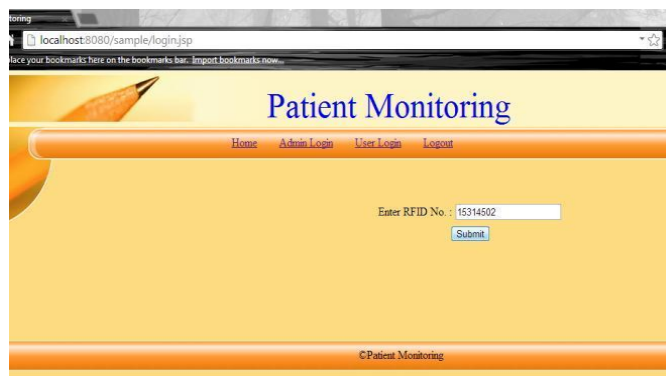 toring
localhost:8080/sample/login.jsp
lace your bookmarks here on the bookmarks bar. Import bookmarks now...
Patient Monitoring
Home Admin Login User Login Logout
Enter RFID No. : 15314502
Submit
©Patient Monitoring